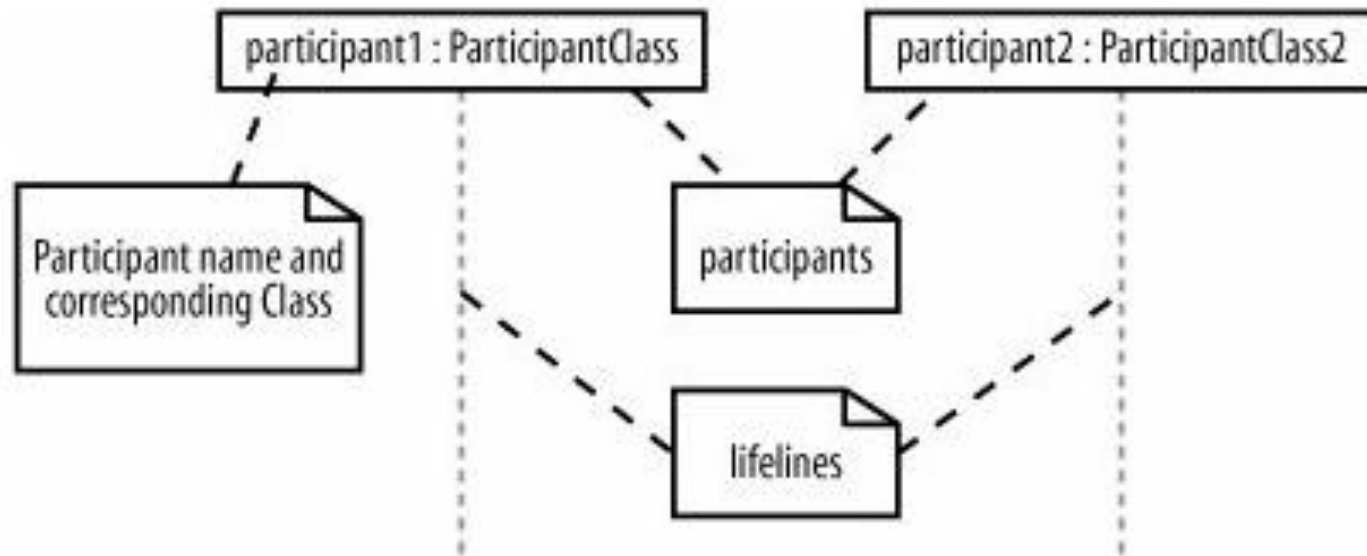 participant1 : ParticipantClass
participant2 : ParticipantClass2
Participant name and
corresponding Class
participants
lifelines